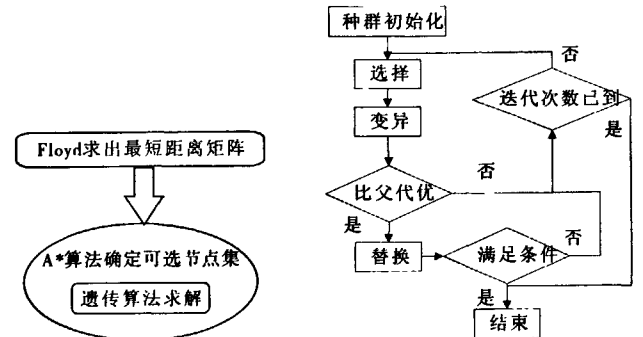 Floyd求出最短距离矩阵
A*算法确定可选节点集
遗传算法求解
种群初始化
选择
变异
比父代优
是
否
替换
满足条件
否
是
迭代次数已到
否
是
结束